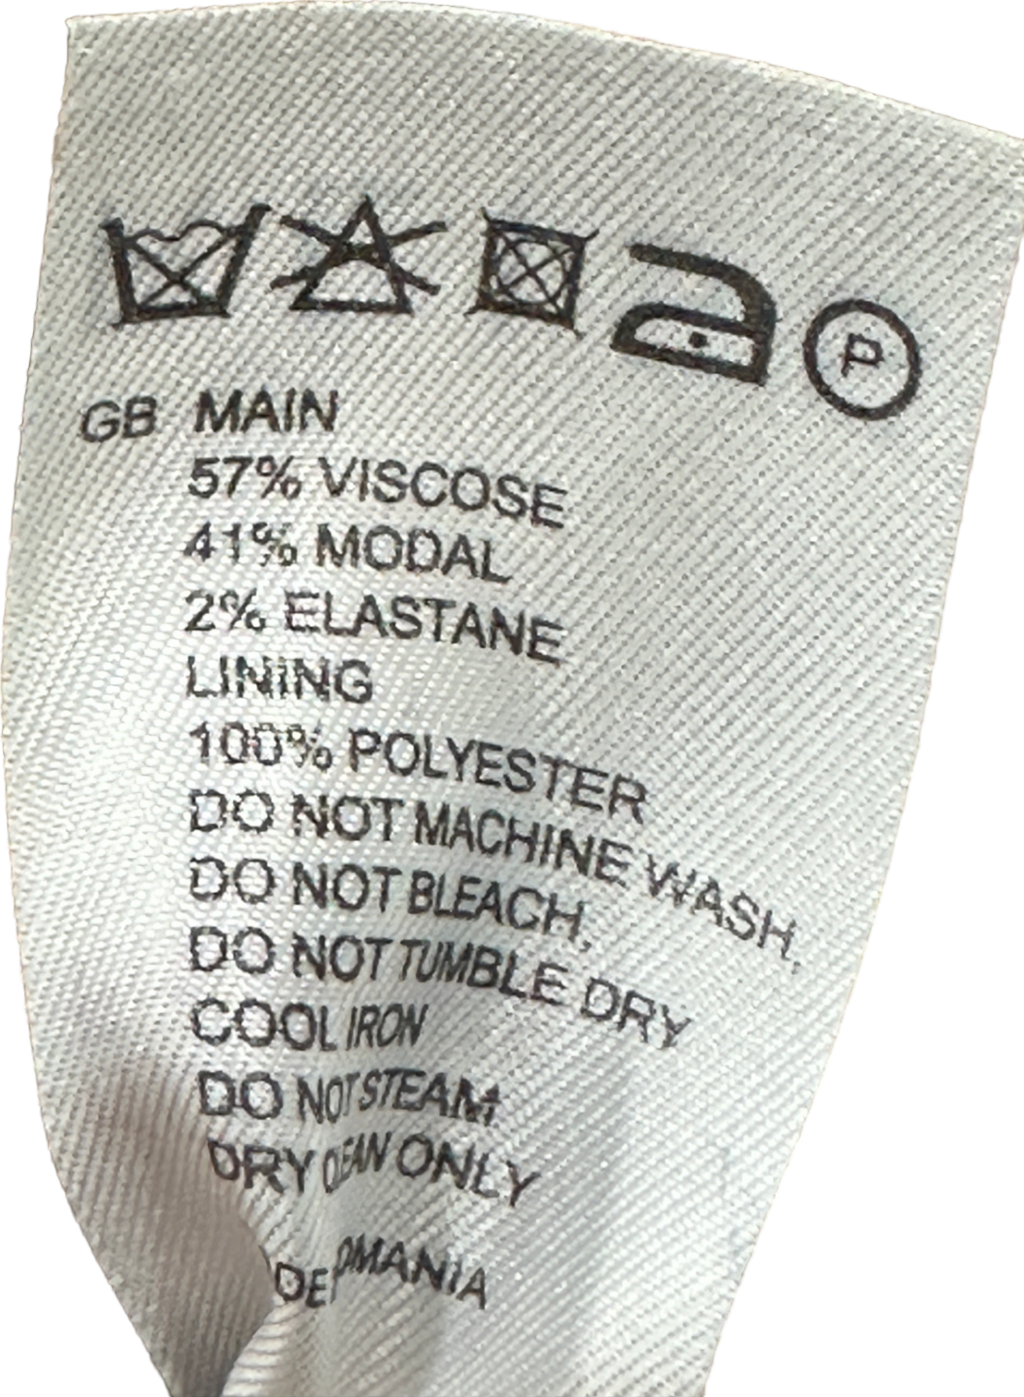 P
GB MAIN
57% VISCOSE
41% MODAL
2% ELASTANE
LINING
100% POLYESTER
DO NOT MACHINE WASH,
DO NOT BLEACH,
DO NOT TUMBLE DRY
COOL IRON
DO NOT STEAM
DRY CLEAN ONLY